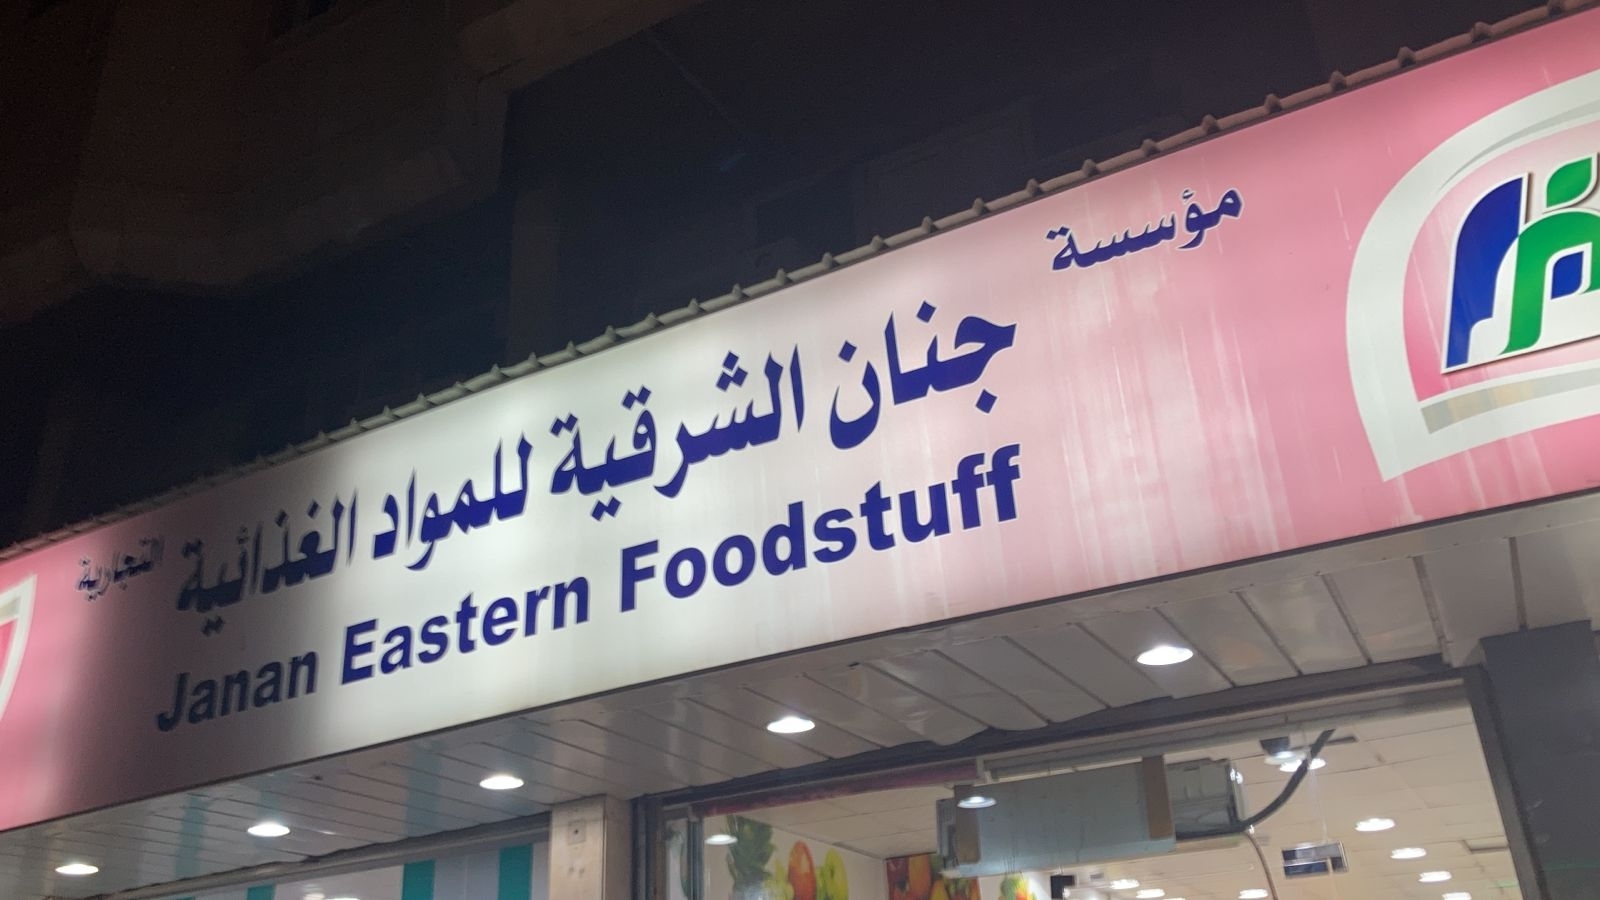 مؤسسة
جنان الشرقية للمواد الغذائية
التجارية
Janan Eastern Foodstuff